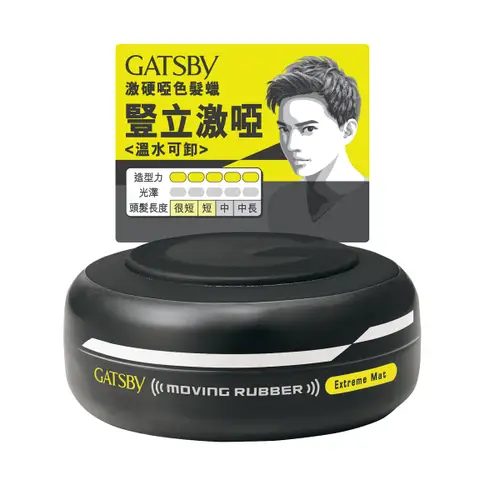 GATSBY
激硬啞色髮蠟
豎立激啞
<溫水可卸>
造型力
光澤
頭髮長度 很短 短 中 中長
GATSBY MOVING RUBBER Extreme Mat